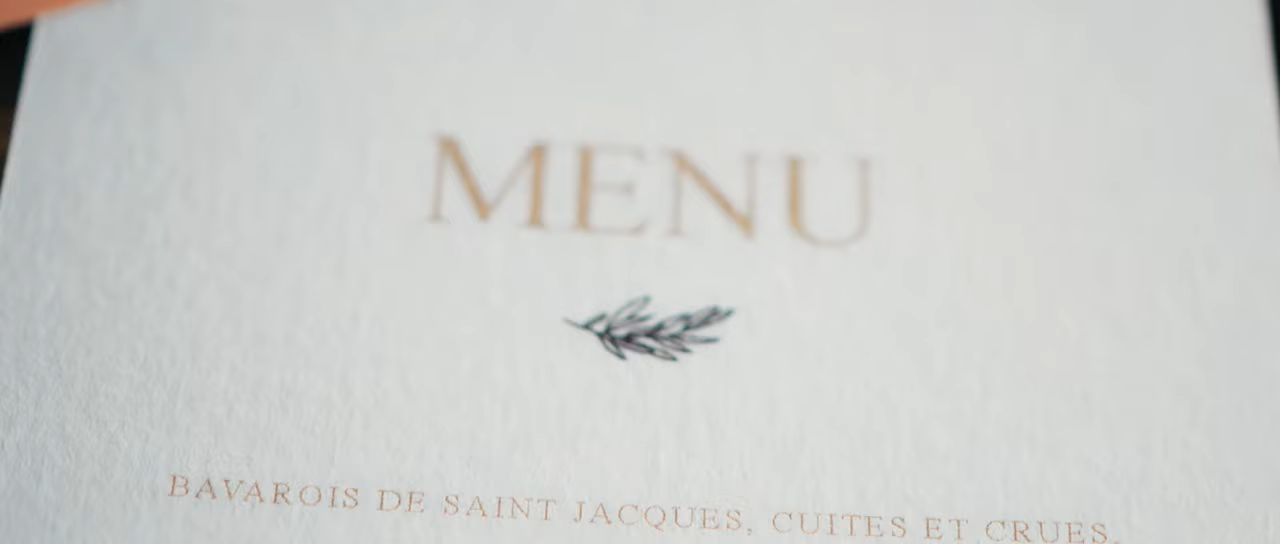 MENU
BAVAROIS DE SAINT JACQUES, CUITES ET CRUES,